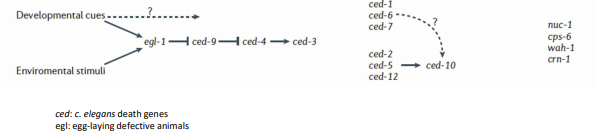 Developmental cues
?
egl-1 ced-9 ced-4 ced-3
Enviromental stimuli
ced-1
ced-6
ced-7
?
ced-2
ced-5 ced-10
ced-12
nuc-1
cps-6
wah-1
crn-1
ced: c. elegans death genes
egl: egg-laying defective animals